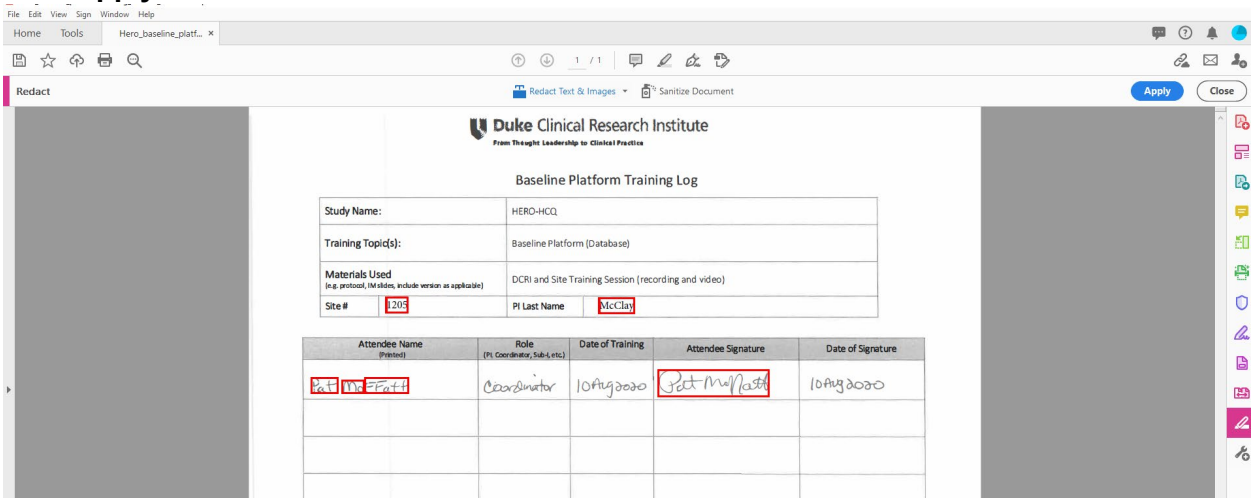 File Edit View Sign Window Help
Home Tools Hero_baseline_platf... ×
1 / 1
Redact
Redact Text & Images
Sanitize Document
Apply
Close
Duke Clinical Research Institute
From Thought Leadership to Clinical Practice
Baseline Platform Training Log
Study Name: HERO-HCQ
Training Topic(s): Baseline Platform (Database)
Materials Used
(e.g. protocol, IM slides, include version as applicable)
DCRI and Site Training Session (recording and video)
Site # 1205 PI Last Name McClay
Attendee Name
(Printed)
Role
(PI, Coordinator, Sub-I, etc.)
Date of Training
Attendee Signature
Date of Signature
Pat Moffatt Coordinator 10Aug2020 Pat Moffatt 10Aug2020